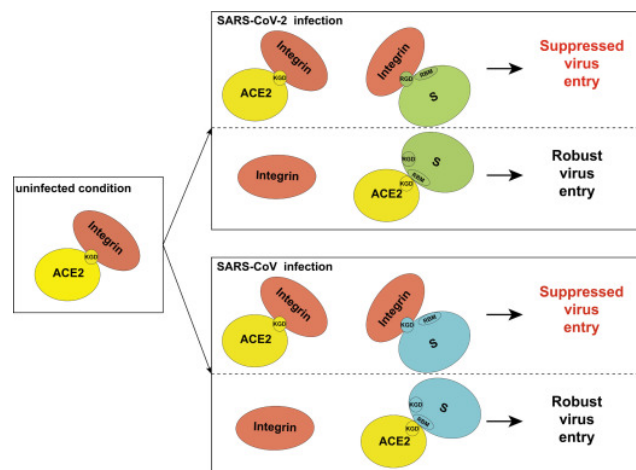 SARS-CoV-2 infection
Integrin
KGD
ACE2
Integrin
RGD
RBM
S
Suppressed
virus
entry
Integrin
RGD
S
RBM
KGD
ACE2
Robust
virus
entry
uninfected condition
Integrin
KGD
ACE2
SARS-CoV infection
Integrin
KGD
ACE2
Integrin
KGD
RBM
S
Suppressed
virus
entry
Integrin
KGD
S
RBM
KGD
ACE2
Robust
virus
entry